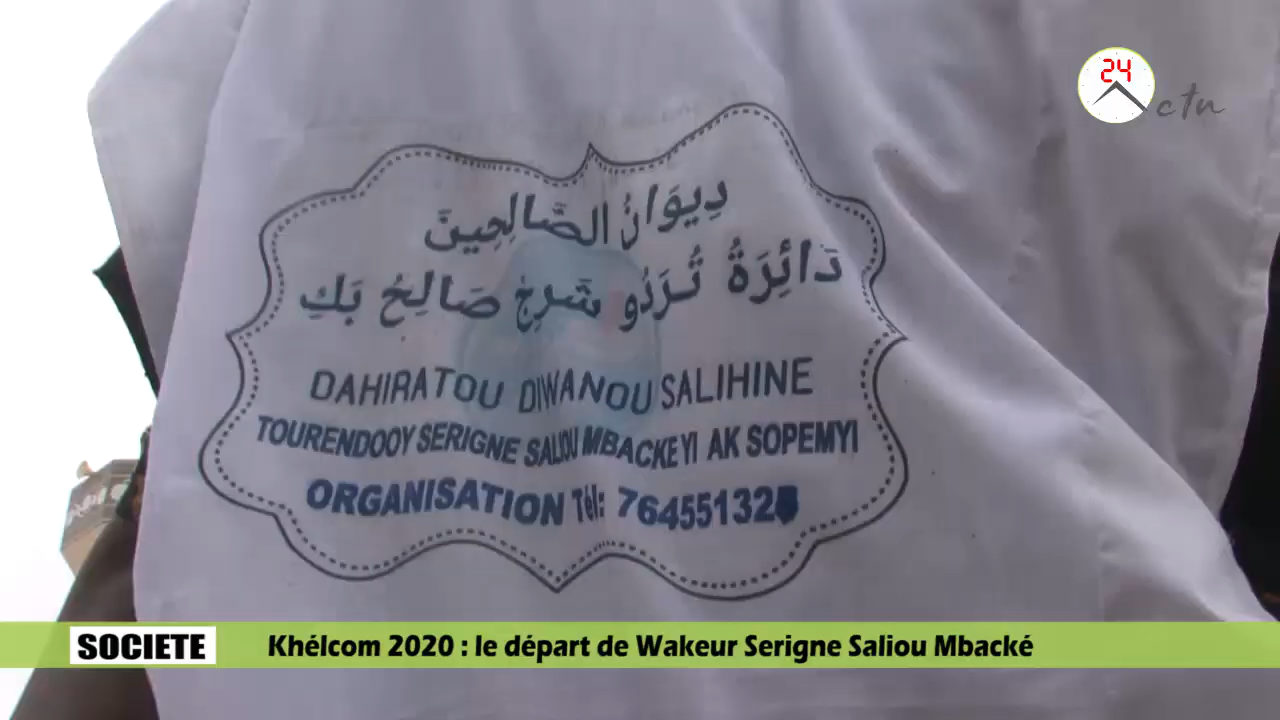 24
ctu
دِيوَانُ الصَّالِحِينَ
دَائِرَةُ تُرَدُو سَرِجْ صَالِحُ بَكِ
DAHIRATOU DIWANOU SALIHINE
TOURENDOOY SERIGNE SALIOU MBACKEYI AK SOPEMYI
ORGANISATION Tél: 76455132
SOCIETE
Khélcom 2020 : le départ de Wakeur Serigne Saliou Mbacké